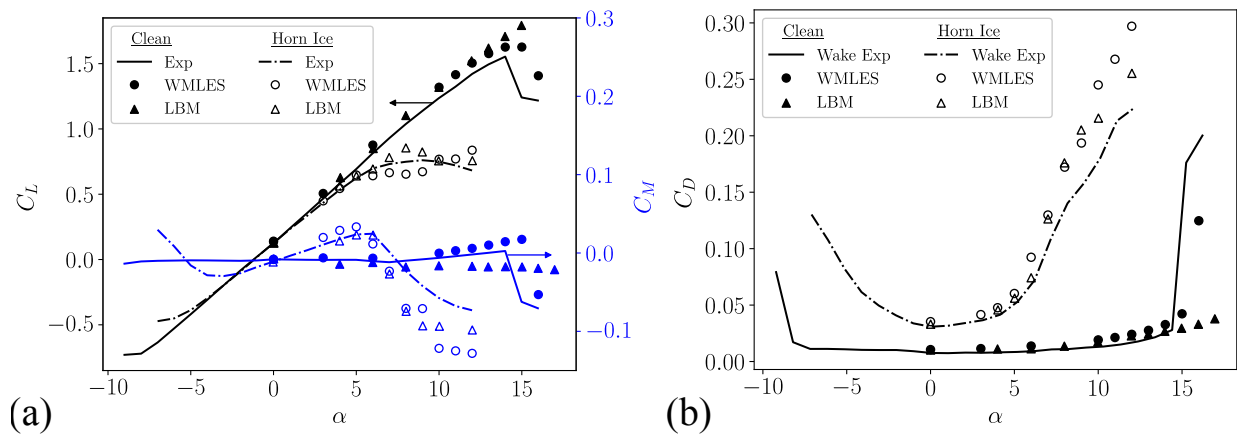 Clean Horn Ice
Exp Exp
WMLES WMLES
LBM LBM
1.5
1.0
0.5
0.0
−0.5
C_L
0.3
0.2
0.1
0.0
−0.1
C_M
−10 −5 0 5 10 15
α
(a)
Clean Horn Ice
Wake Exp Wake Exp
WMLES WMLES
LBM LBM
0.30
0.25
0.20
0.15
0.10
0.05
0.00
C_D
−10 −5 0 5 10 15
α
(b)